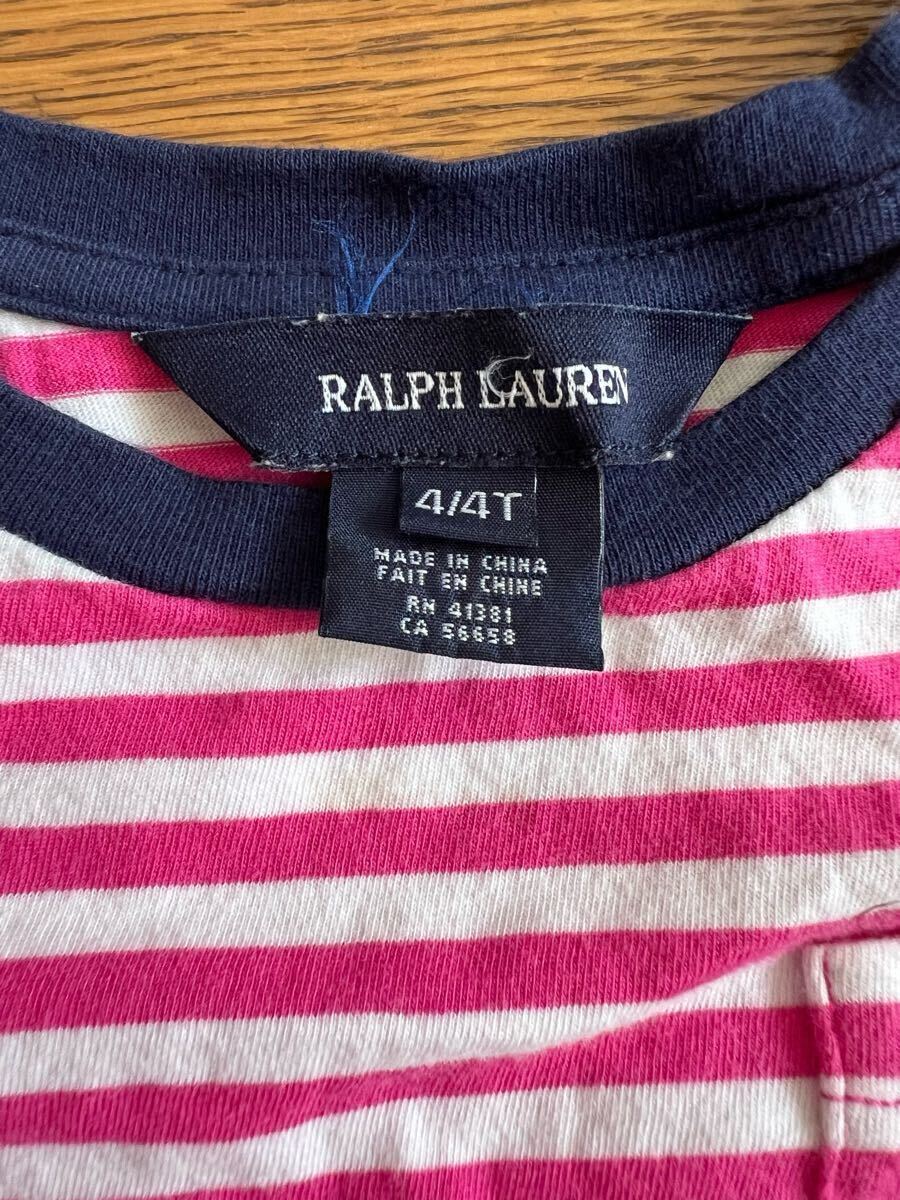 RALPH LAUREN
4/4T
MADE IN CHINA
FAIT EN CHINE
RN 41381
CA 56658